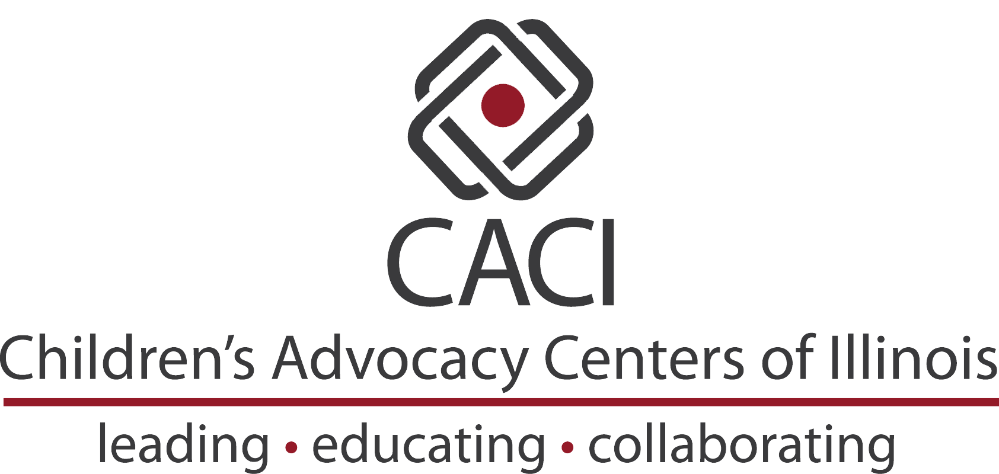 CACI
Children’s Advocacy Centers of Illinois
leading • educating • collaborating